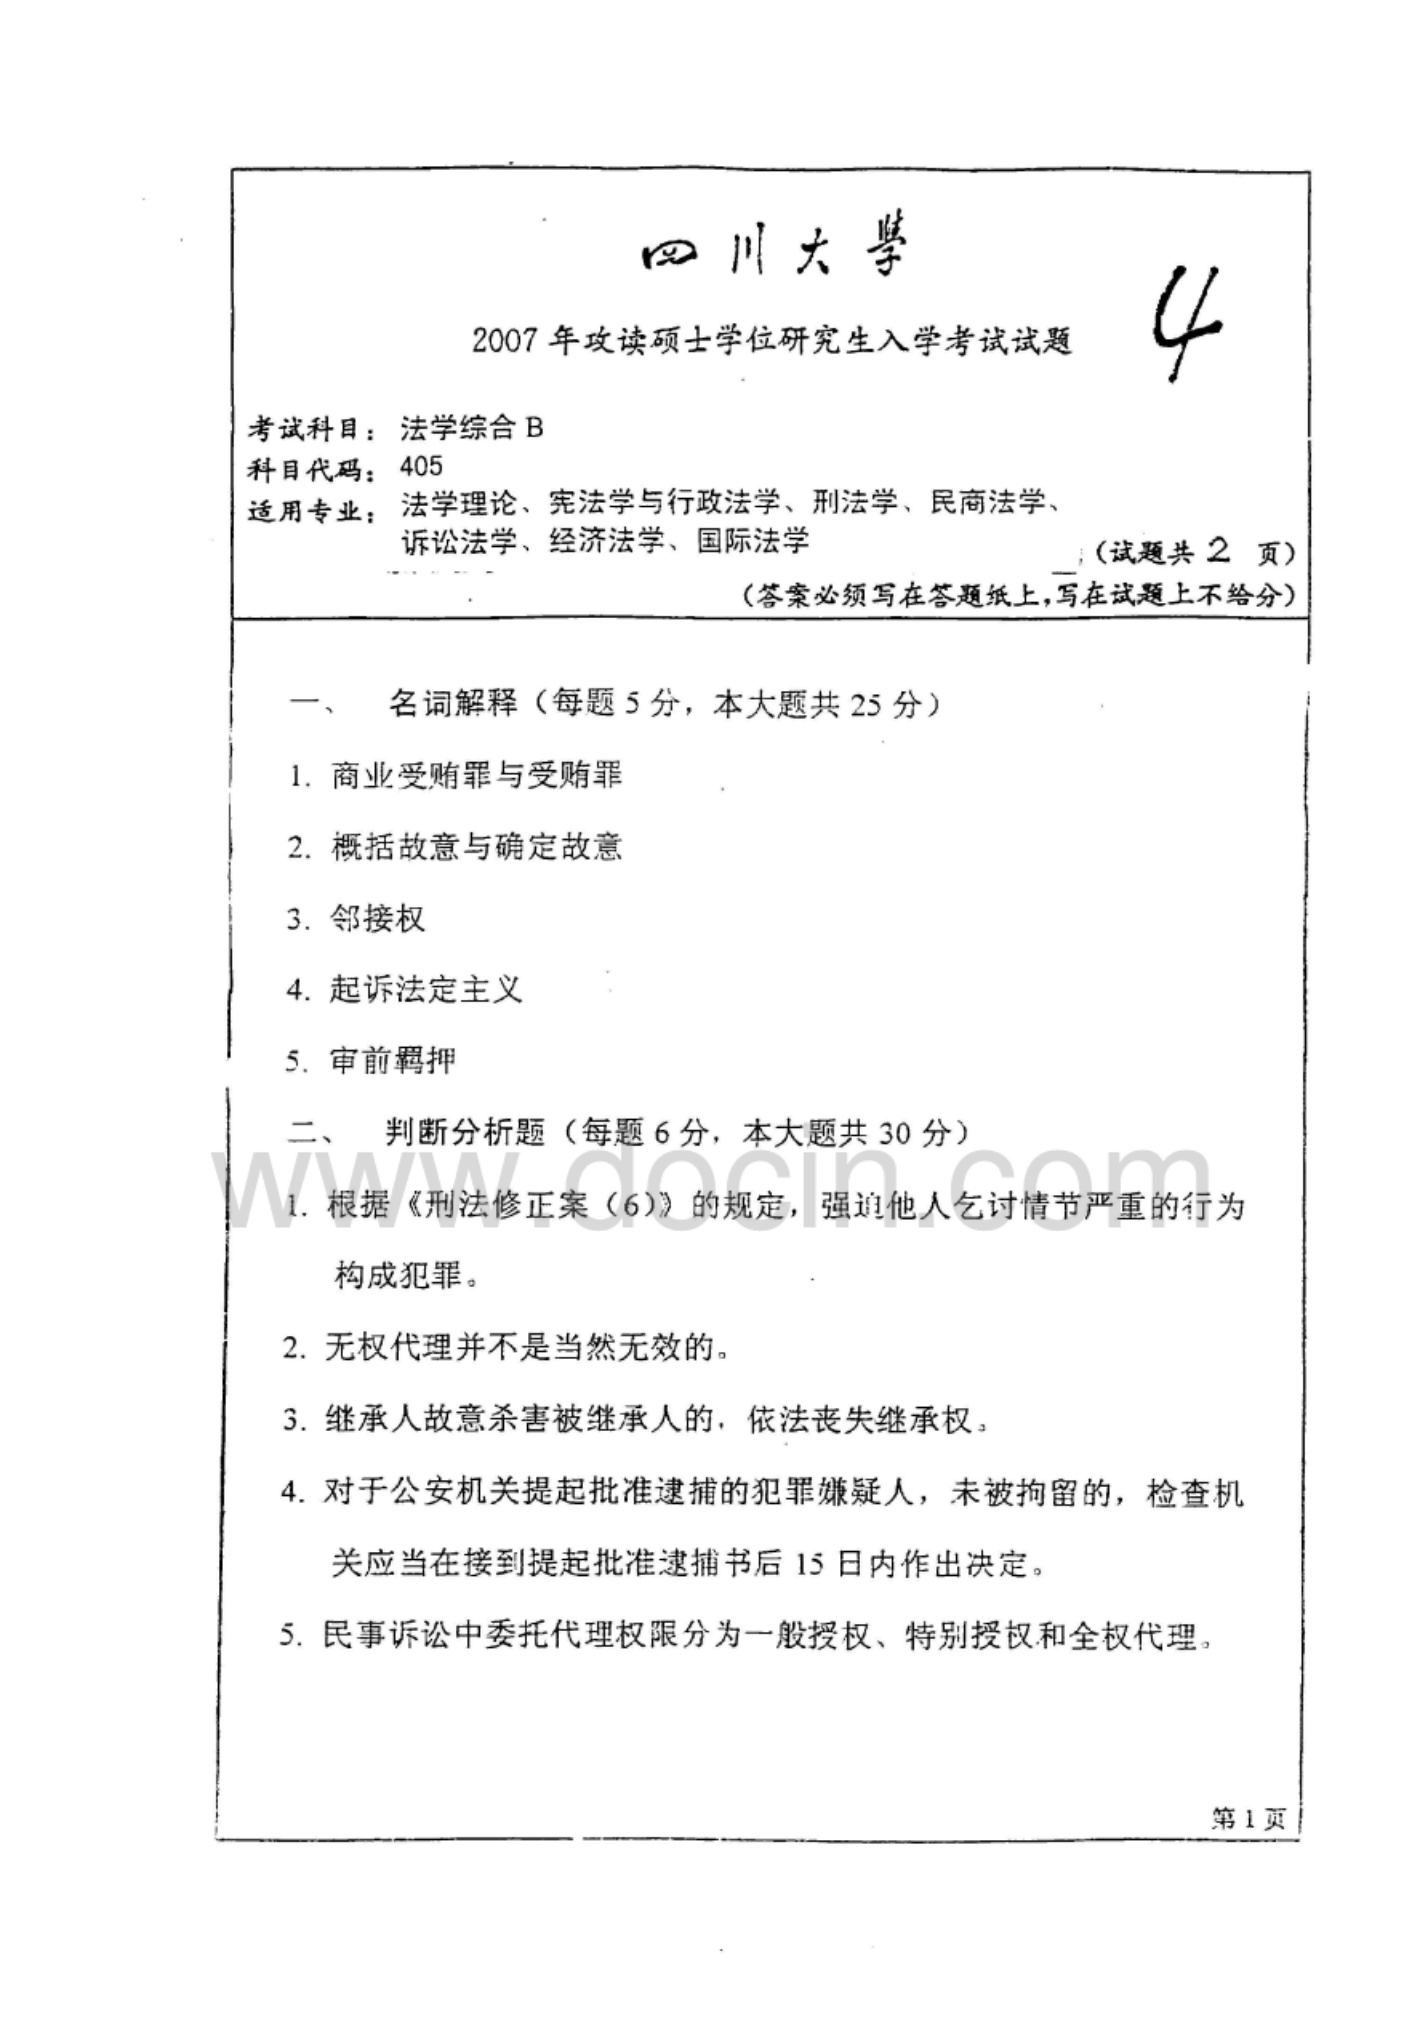 四川大學
4
2007 年攻读硕士学位研究生入学考试试题
考试科目：法学综合 B
科目代码：405
适用专业：法学理论、宪法学与行政法学、刑法学、民商法学、
诉讼法学、经济法学、国际法学
（试题共 2 页）
（答案必须写在答题纸上，写在试题上不给分）
一、 名词解释（每题 5 分，本大题共 25 分）
1. 商业受贿罪与受贿罪
2. 概括故意与确定故意
3. 邻接权
4. 起诉法定主义
5. 审前羁押
二、 判断分析题（每题 6 分，本大题共 30 分）
www.docin.com
1. 根据《刑法修正案（6）》的规定，强迫他人乞讨情节严重的行为
构成犯罪。
2. 无权代理并不是当然无效的。
3. 继承人故意杀害被继承人的，依法丧失继承权。
4. 对于公安机关提起批准逮捕的犯罪嫌疑人，未被拘留的，检查机
关应当在接到提起批准逮捕书后 15 日内作出决定。
5. 民事诉讼中委托代理权限分为一般授权、特别授权和全权代理。
第 1 页